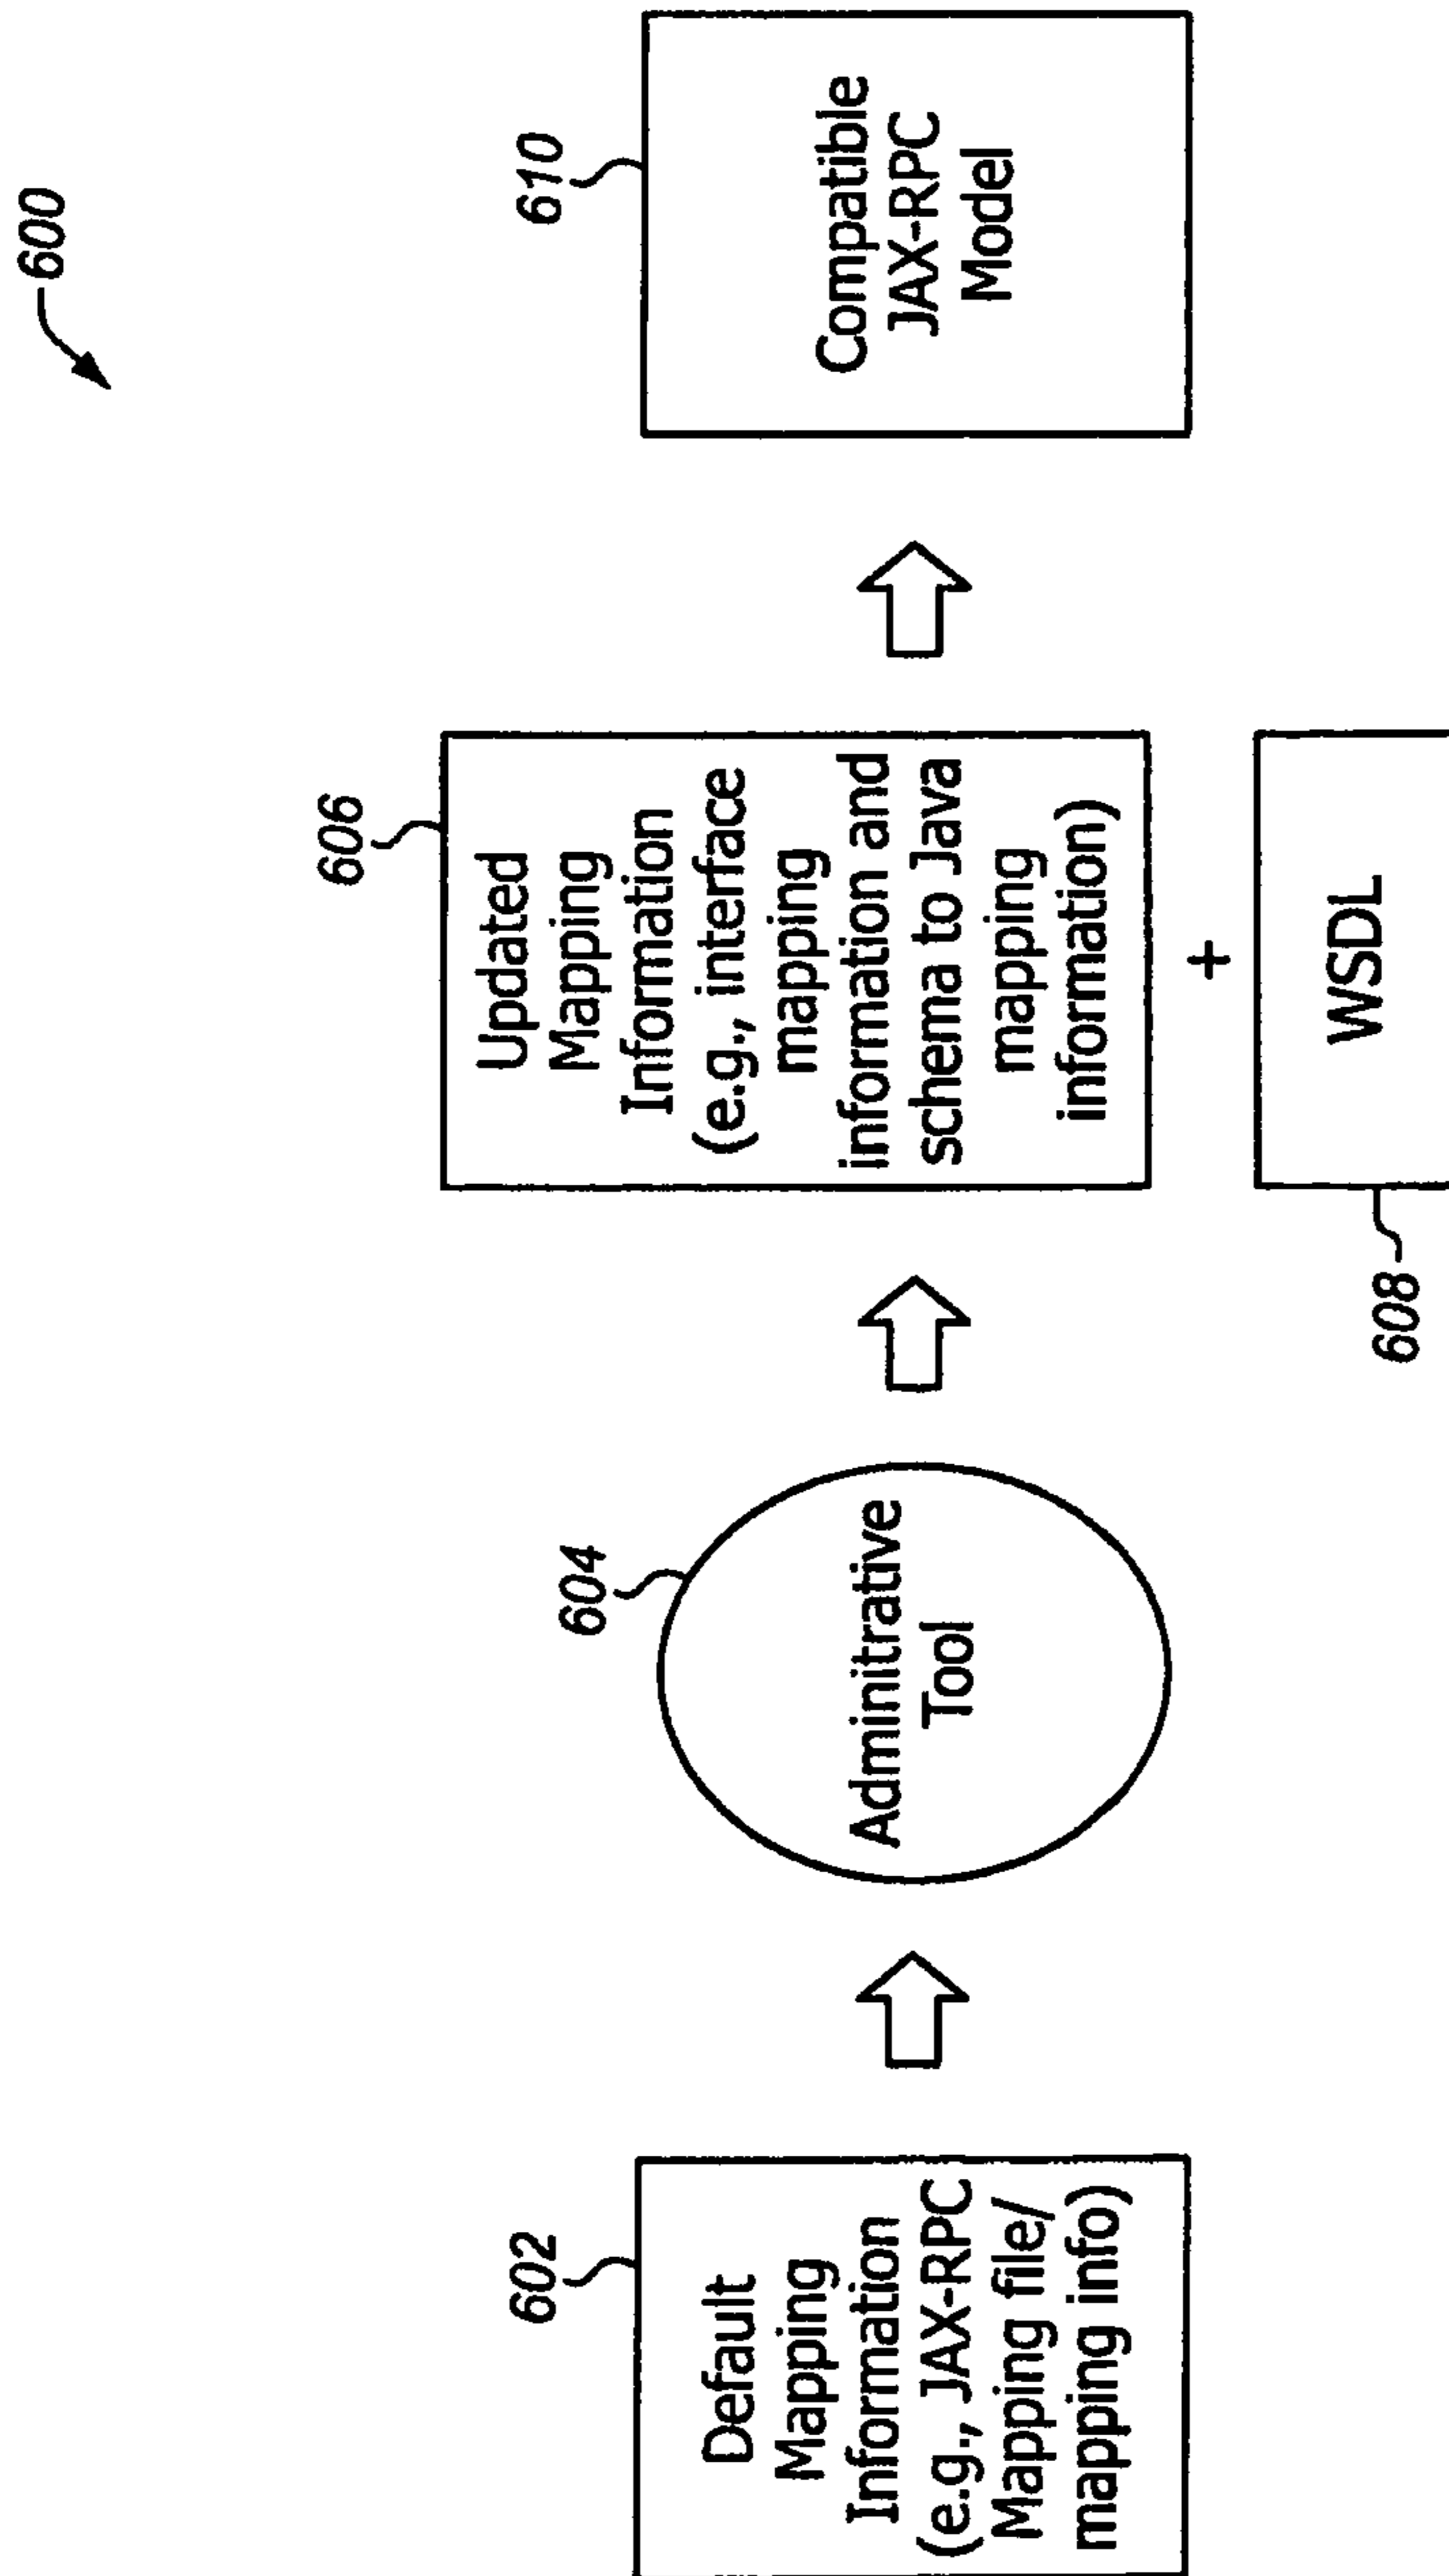 600
602
Default
Mapping
Information
(e.g., JAX-RPC
Mapping file/
mapping info)
604
Adminitrative
Tool
606
Updated
Mapping
Information
(e.g., interface
mapping
information and
schema to Java
mapping
information)
+
WSDL
608
610
Compatible
JAX-RPC
Model